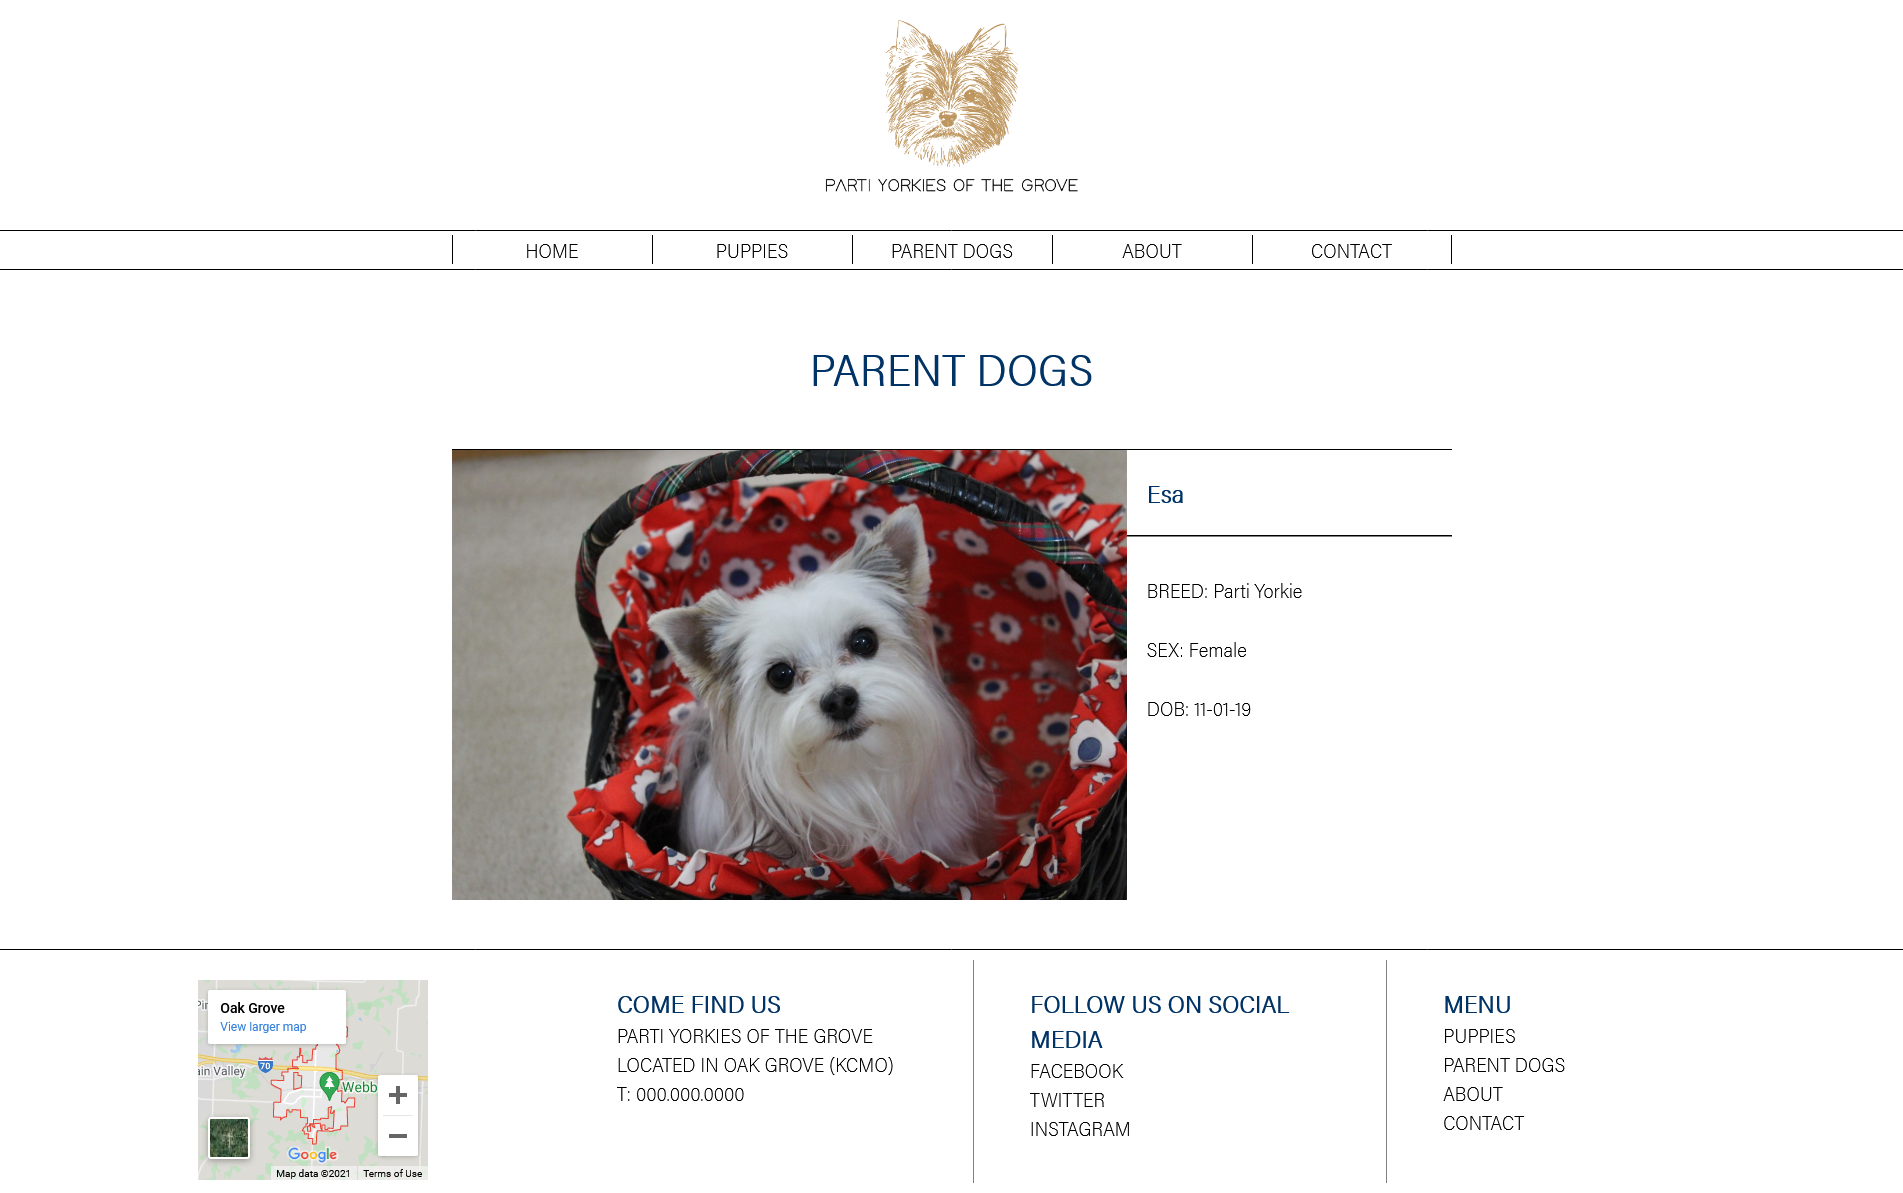 PARTI YORKIES OF THE GROVE
HOME
PUPPIES
PARENT DOGS
ABOUT
CONTACT
PARENT DOGS
Esa
BREED: Parti Yorkie
SEX: Female
DOB: 11-01-19
Oak Grove
View larger map
ain Valley
70
Webb
Google
Map data ©2021
Terms of Use
COME FIND US
PARTI YORKIES OF THE GROVE
LOCATED IN OAK GROVE (KCMO)
T: 000.000.0000
FOLLOW US ON SOCIAL
MEDIA
FACEBOOK
TWITTER
INSTAGRAM
MENU
PUPPIES
PARENT DOGS
ABOUT
CONTACT